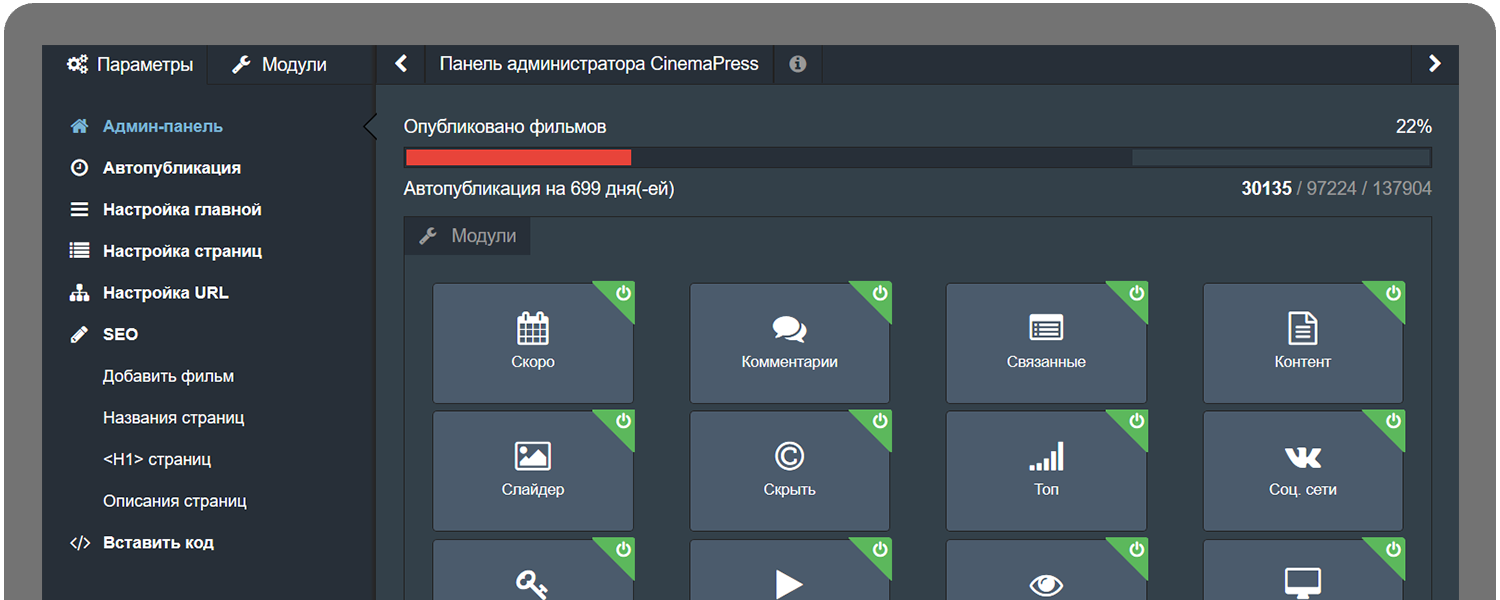 Параметры
Модули
Панель администратора CinemaPress
Админ-панель
Автопубликация
Настройка главной
Настройка страниц
Настройка URL
SEO
Добавить фильм
Названия страниц
<H1> страниц
Описания страниц
Вставить код
Опубликовано фильмов 22%
Автопубликация на 699 дня(-ей) 30135 / 97224 / 137904
Модули
Скоро Комментарии Связанные Контент
Слайдер Скрыть Топ Соц. сети